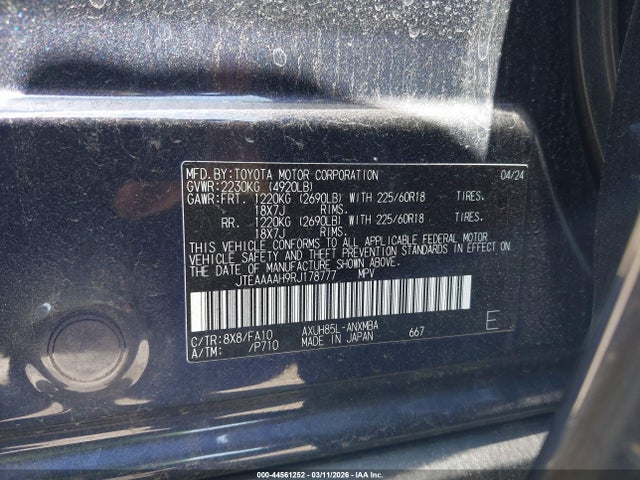 MFD.BY:TOYOTA MOTOR CORPORATION 04/24
GVWR:2230KG (4920LB)
GAWR:FRT. 1220KG (2690LB) WITH 225/60R18 TIRES.
18X7J RIMS.
RR. 1220KG (2690LB) WITH 225/60R18 TIRES.
18X7J RIMS.
THIS VEHICLE CONFORMS TO ALL APPLICABLE FEDERAL MOTOR
VEHICLE SAFETY AND THEFT PREVENTION STANDARDS IN EFFECT ON
THE DATE OF MANUFACTURE SHOWN ABOVE.
JTEAAAAH9RJ178777 MPV
C/TR:8X8/FA10 AXUH85L-ANXMBA
A/TM: /P710 MADE IN JAPAN 667 E
000-44561252 | 03/11/2026 | IAA Inc.